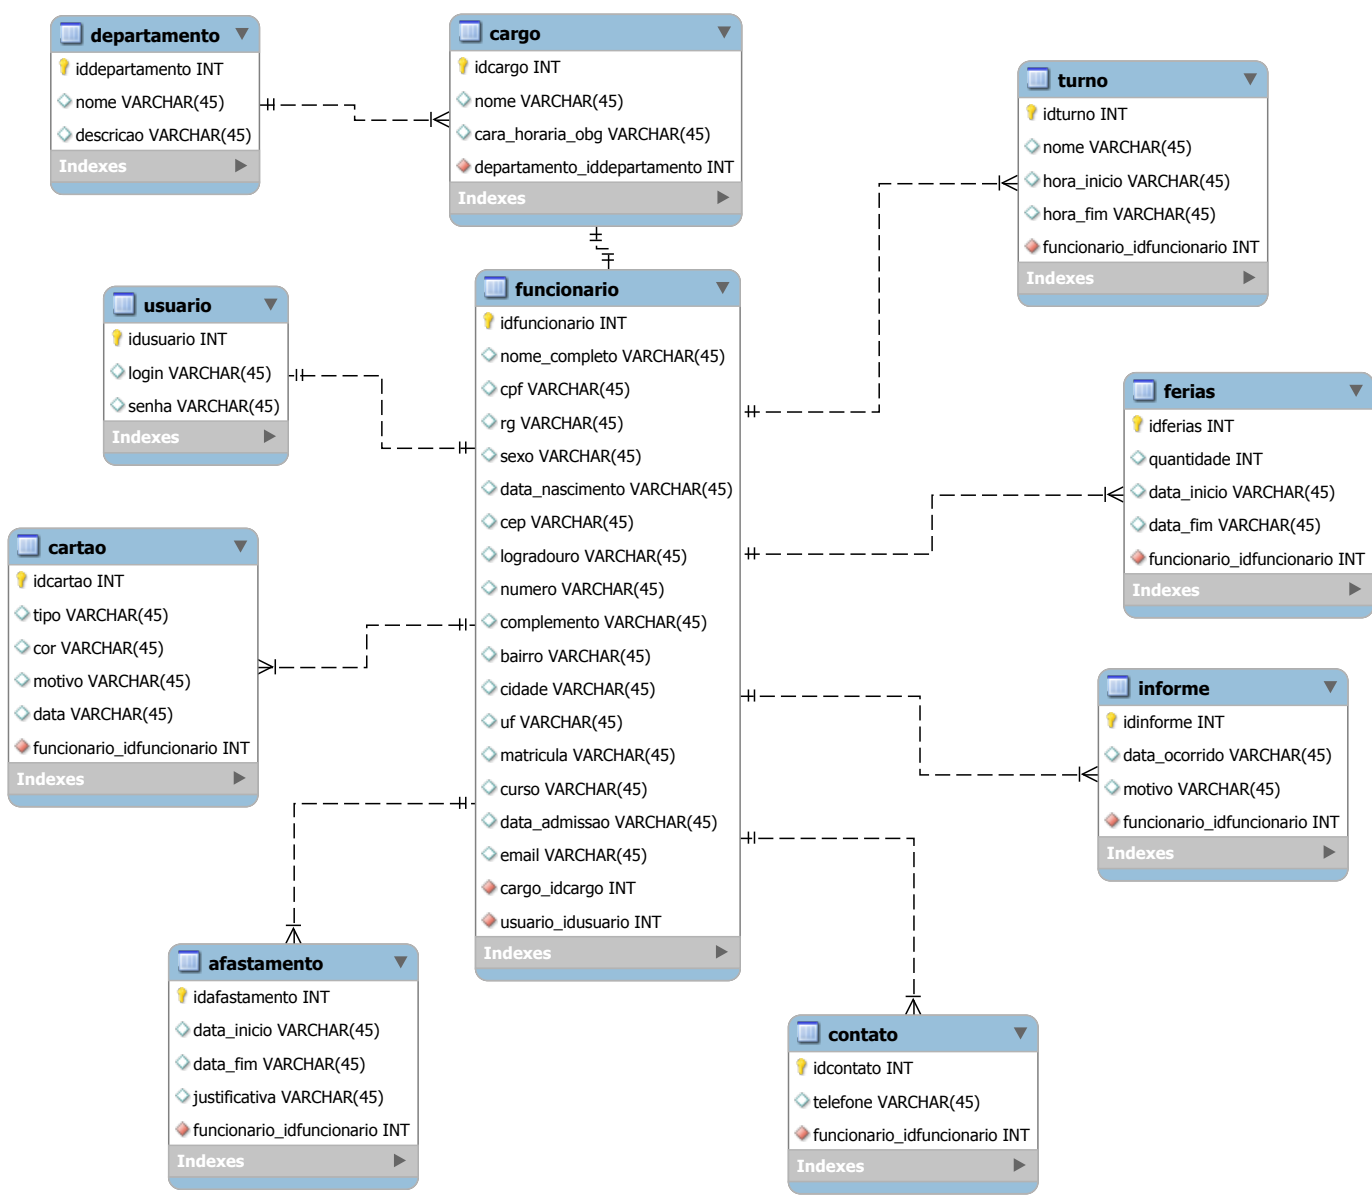 departamento
iddepartamento INT
nome VARCHAR(45)
descricao VARCHAR(45)
Indexes
cargo
idcargo INT
nome VARCHAR(45)
cara_horaria_obg VARCHAR(45)
departamento_iddepartamento INT
Indexes
turno
idturno INT
nome VARCHAR(45)
hora_inicio VARCHAR(45)
hora_fim VARCHAR(45)
funcionario_idfuncionario INT
Indexes
usuario
idusuario INT
login VARCHAR(45)
senha VARCHAR(45)
Indexes
funcionario
idfuncionario INT
nome_completo VARCHAR(45)
cpf VARCHAR(45)
rg VARCHAR(45)
sexo VARCHAR(45)
data_nascimento VARCHAR(45)
cep VARCHAR(45)
logradouro VARCHAR(45)
numero VARCHAR(45)
complemento VARCHAR(45)
bairro VARCHAR(45)
cidade VARCHAR(45)
uf VARCHAR(45)
matricula VARCHAR(45)
curso VARCHAR(45)
data_admissao VARCHAR(45)
email VARCHAR(45)
cargo_idcargo INT
usuario_idusuario INT
Indexes
ferias
idferias INT
quantidade INT
data_inicio VARCHAR(45)
data_fim VARCHAR(45)
funcionario_idfuncionario INT
Indexes
cartao
idcartao INT
tipo VARCHAR(45)
cor VARCHAR(45)
motivo VARCHAR(45)
data VARCHAR(45)
funcionario_idfuncionario INT
Indexes
informe
idinforme INT
data_ocorrido VARCHAR(45)
motivo VARCHAR(45)
funcionario_idfuncionario INT
Indexes
afastamento
idafastamento INT
data_inicio VARCHAR(45)
data_fim VARCHAR(45)
justificativa VARCHAR(45)
funcionario_idfuncionario INT
Indexes
contato
idcontato INT
telefone VARCHAR(45)
funcionario_idfuncionario INT
Indexes